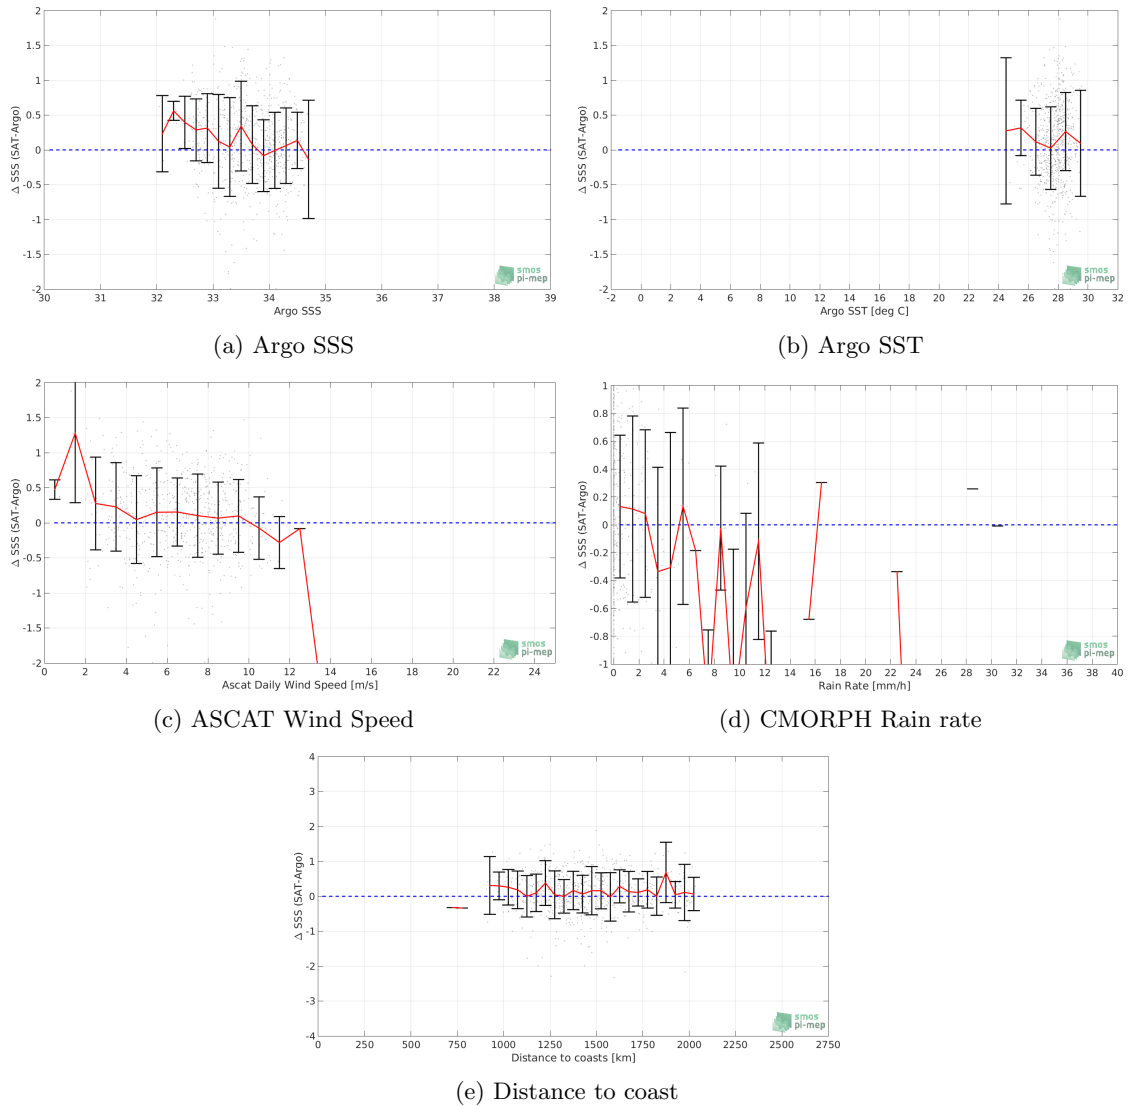 2
1.5
1
0.5
0
-0.5
-1
-1.5
-2
Δ SSS (SAT-Argo)
30 31 32 33 34 35 36 37 38 39
Argo SSS
smos
pi-mep
(a) Argo SSS
2
1.5
1
0.5
0
-0.5
-1
-1.5
-2
Δ SSS (SAT-Argo)
-2 0 2 4 6 8 10 12 14 16 18 20 22 24 26 28 30 32
Argo SST [deg C]
smos
pi-mep
(b) Argo SST
2
1.5
1
0.5
0
-0.5
-1
-1.5
-2
Δ SSS (SAT-Argo)
0 2 4 6 8 10 12 14 16 18 20 22 24
Ascat Daily Wind Speed [m/s]
smos
pi-mep
(c) ASCAT Wind Speed
1
0.8
0.6
0.4
0.2
0
-0.2
-0.4
-0.6
-0.8
-1
Δ SSS (SAT-Argo)
0 2 4 6 8 10 12 14 16 18 20 22 24 26 28 30 32 34 36 38 40
Rain Rate [mm/h]
smos
pi-mep
(d) CMORPH Rain rate
4
3
2
1
0
-1
-2
-3
-4
Δ SSS (SAT-Argo)
0 250 500 750 1000 1250 1500 1750 2000 2250 2500 2750
Distance to coasts [km]
smos
pi-mep
(e) Distance to coast